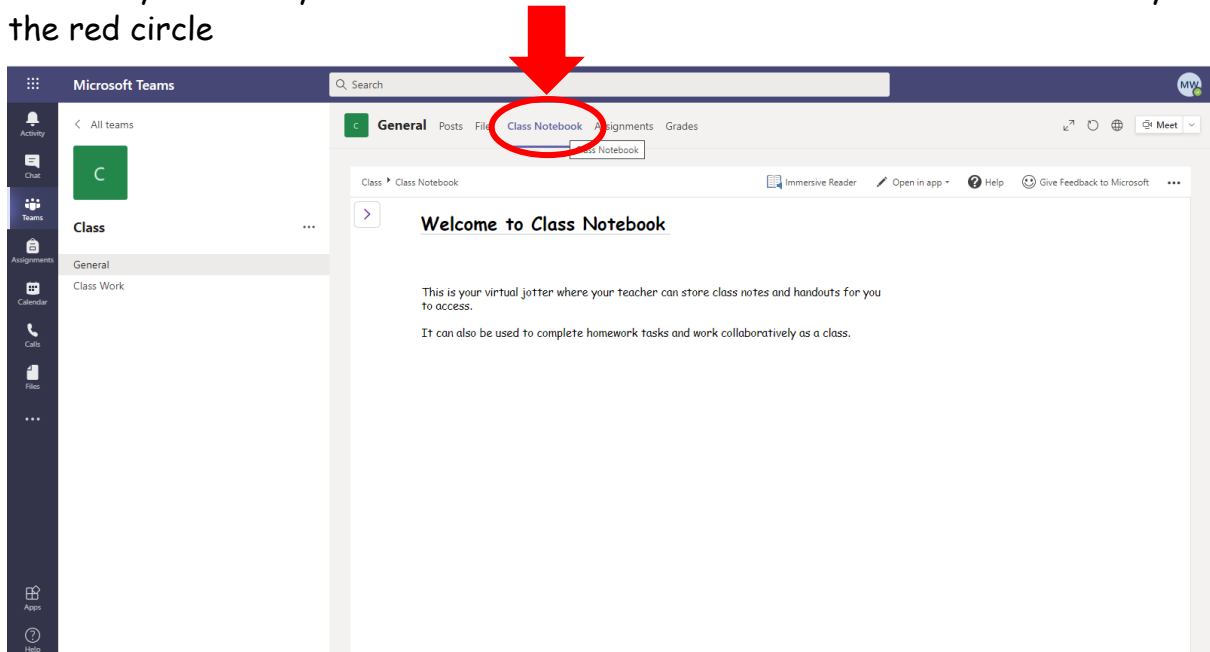 the red circle
Microsoft Teams
Search
MW
Activity
Chat
Teams
Assignments
Calendar
Calls
Files
Apps
Help
All teams
C
Class
General
Class Work
C General Posts Class Notebook Grades
Meet
Class Notebook
Class Class Notebook
Immersive Reader Open in app Help Give Feedback to Microsoft
Welcome to Class Notebook
This is your virtual jotter where your teacher can store class notes and handouts for you
to access.
It can also be used to complete homework tasks and work collaboratively as a class.